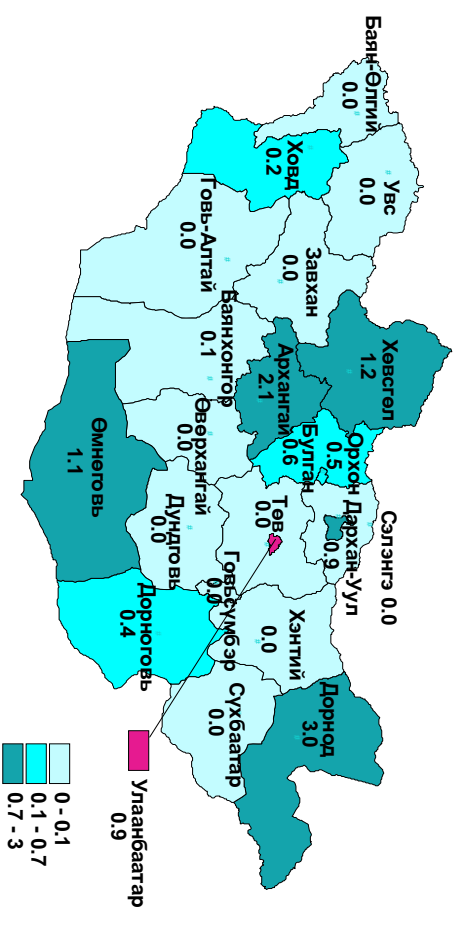 Баян-Өлгий
0.0
Увс
0.0
Ховд
0.2
Говь-Алтай
0.0
Завхан
0.0
Баянхонгор
0.1
Хөвсгөл
1.2
Архангай
2.1
Өверхангай
0.0
Өмнөговь
1.1
Орхон
0.5
Булган
0.6
Дархан-Уул
0.9
Сэлэнгэ 0.0
Төв
0.0
Дундговь
0.0
Говьсүмбэр
0.0
Дорноговь
0.4
Хэнтий
0.0
Сүхбаатар
0.0
Дорнод
3.0
Улаанбаатар
0.9
0 - 0.1
0.1 - 0.7
0.7 - 3